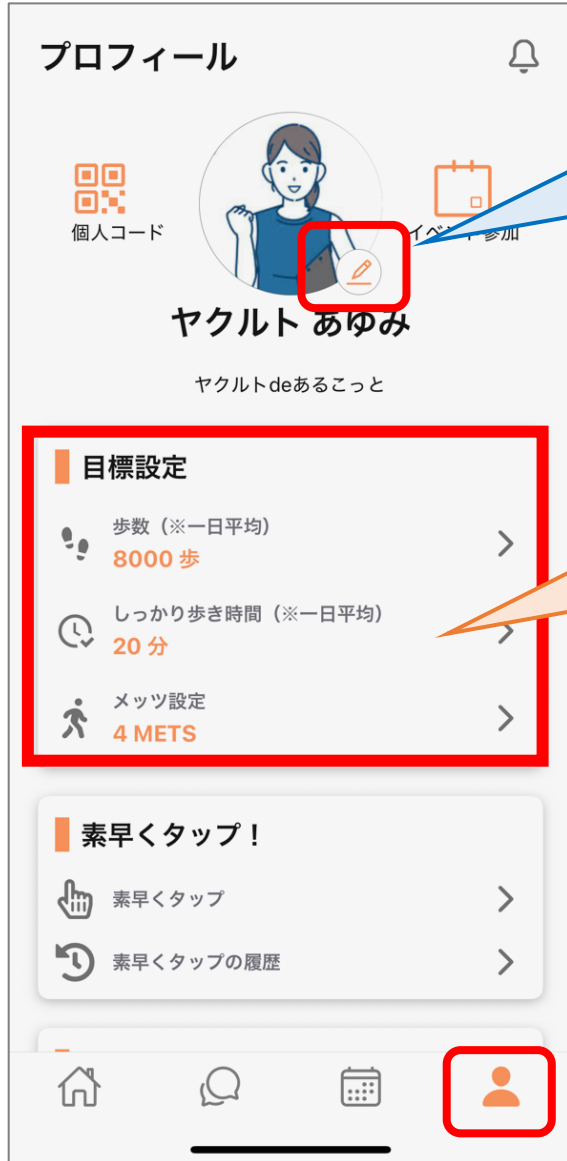 プロフィール
個人コード
イベント参加
ヤクルト あゆみ
ヤクルトdeあるこっと
目標設定
歩数（※一日平均）
8000 歩
しっかり歩き時間（※一日平均）
20 分
メッツ設定
4 METS
素早くタップ！
素早くタップ
素早くタップの履歴